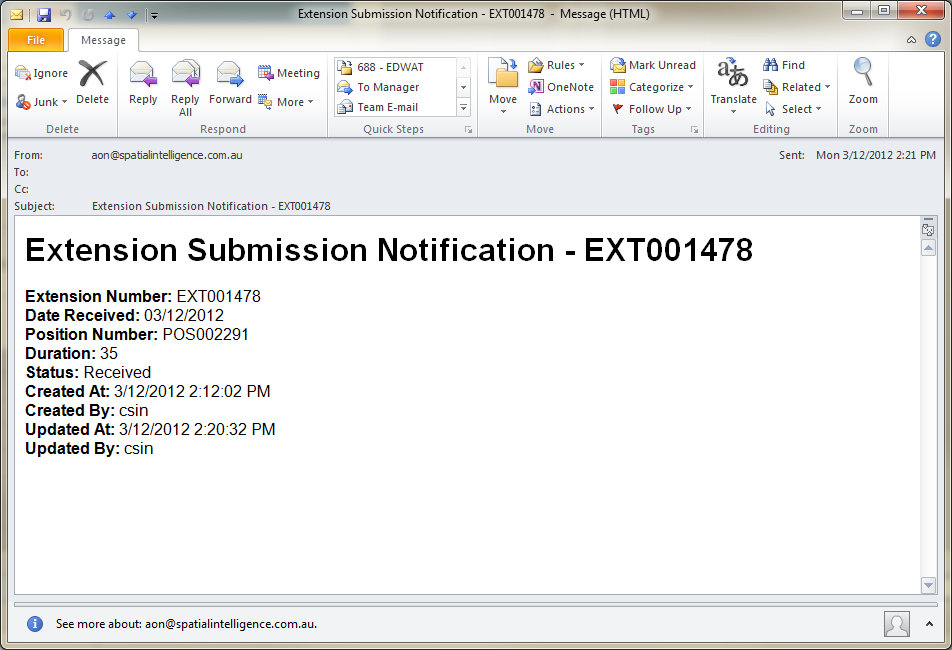 Extension Submission Notification - EXT001478 - Message (HTML)
File Message
Ignore
Junk
Delete
Reply
Reply All
Forward
Meeting
More
688 - EDWAT
To Manager
Team E-mail
Move
Rules
OneNote
Actions
Mark Unread
Categorize
Follow Up
Translate
Find
Related
Select
Zoom
Delete Respond Quick Steps Move Tags Editing Zoom
From: aon@spatialintelligence.com.au Sent: Mon 3/12/2012 2:21 PM
To:
Cc:
Subject: Extension Submission Notification - EXT001478
Extension Submission Notification - EXT001478
Extension Number: EXT001478
Date Received: 03/12/2012
Position Number: POS002291
Duration: 35
Status: Received
Created At: 3/12/2012 2:12:02 PM
Created By: csin
Updated At: 3/12/2012 2:20:32 PM
Updated By: csin
See more about: aon@spatialintelligence.com.au.